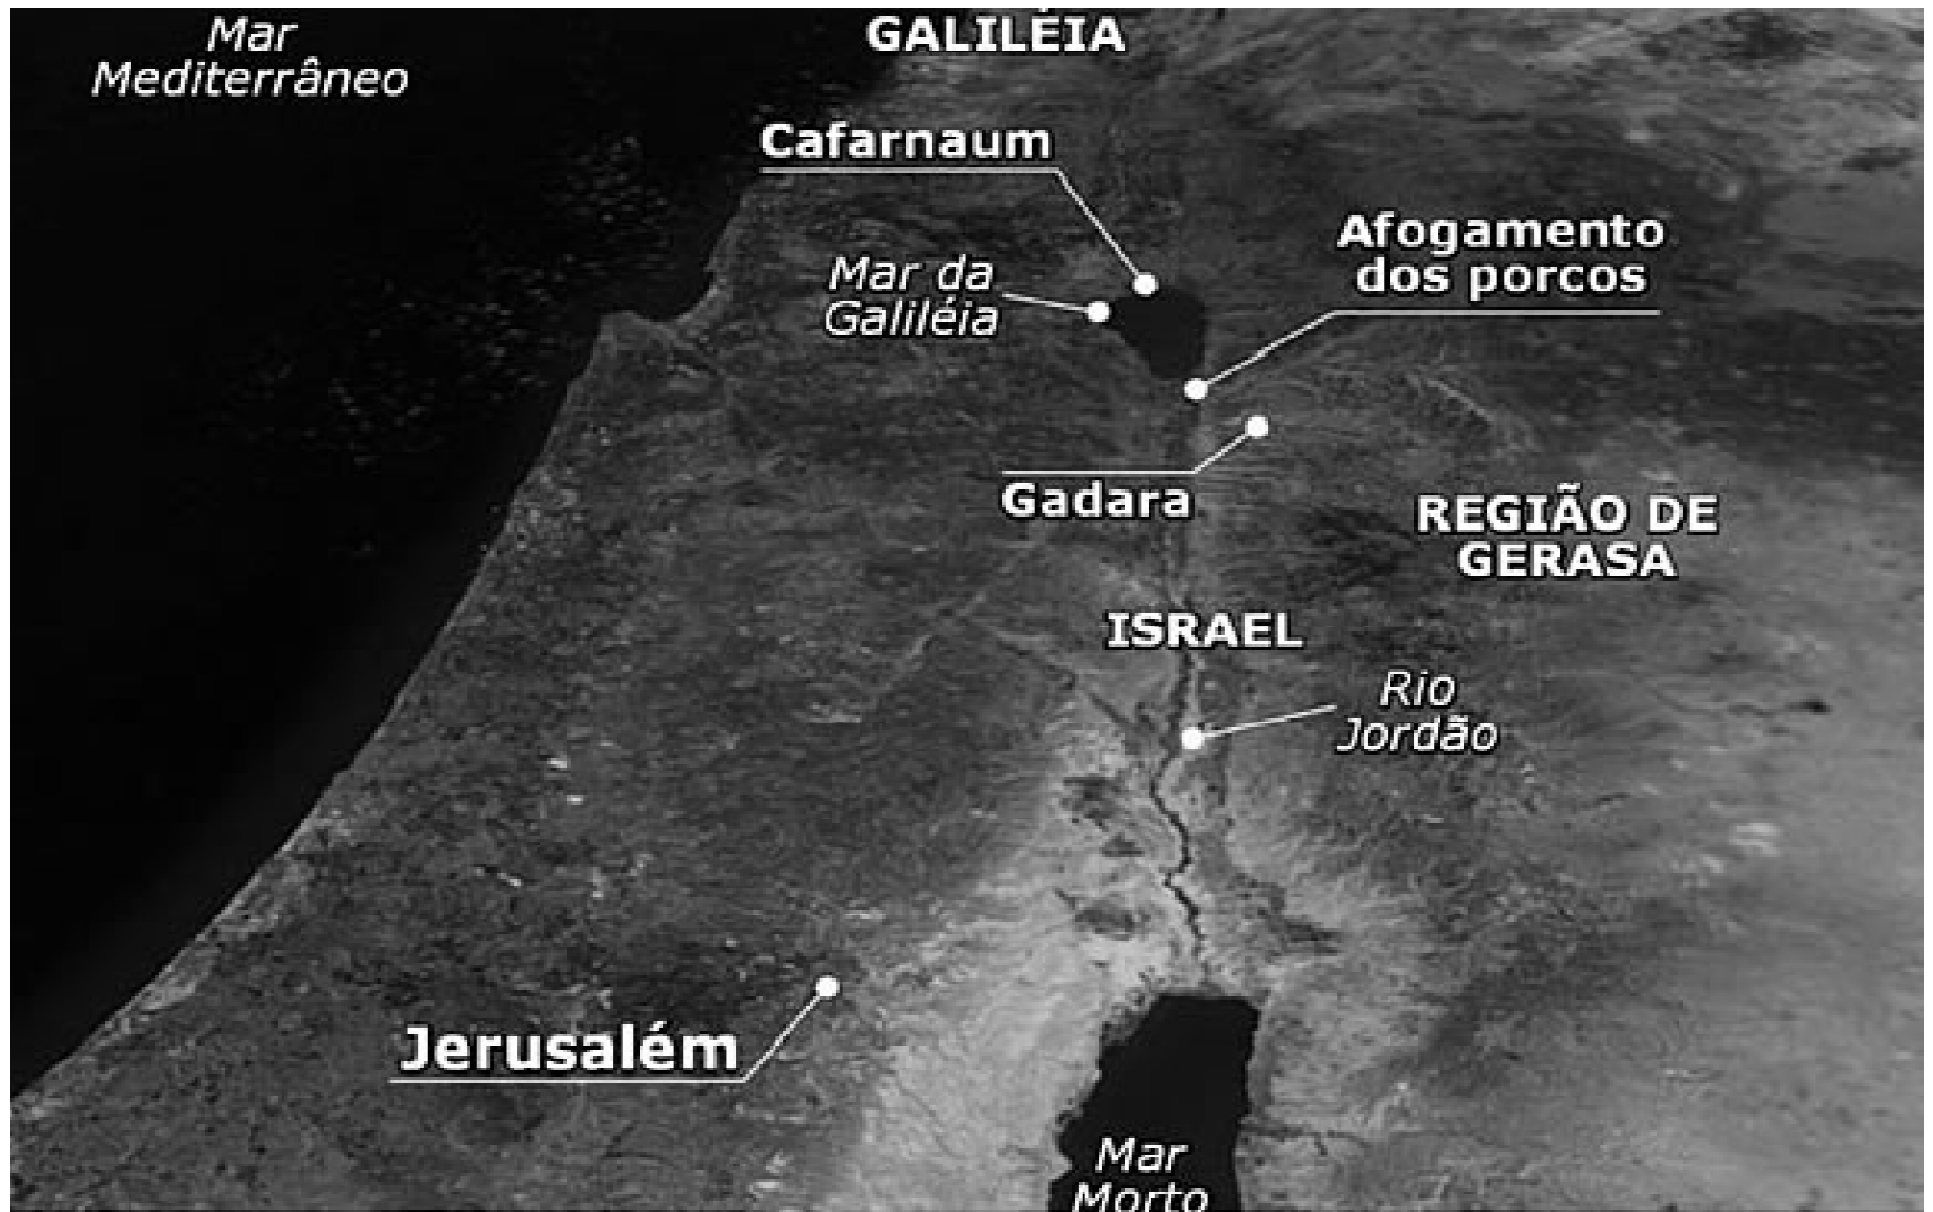 Mar
Mediterrâneo
GALILÉIA
Cafarnaum
Afogamento
dos porcos
Mar da
Galiléia
Gadara
REGIÃO DE
GERASA
ISRAEL
Rio
Jordão
Jerusalém
Mar
Morto